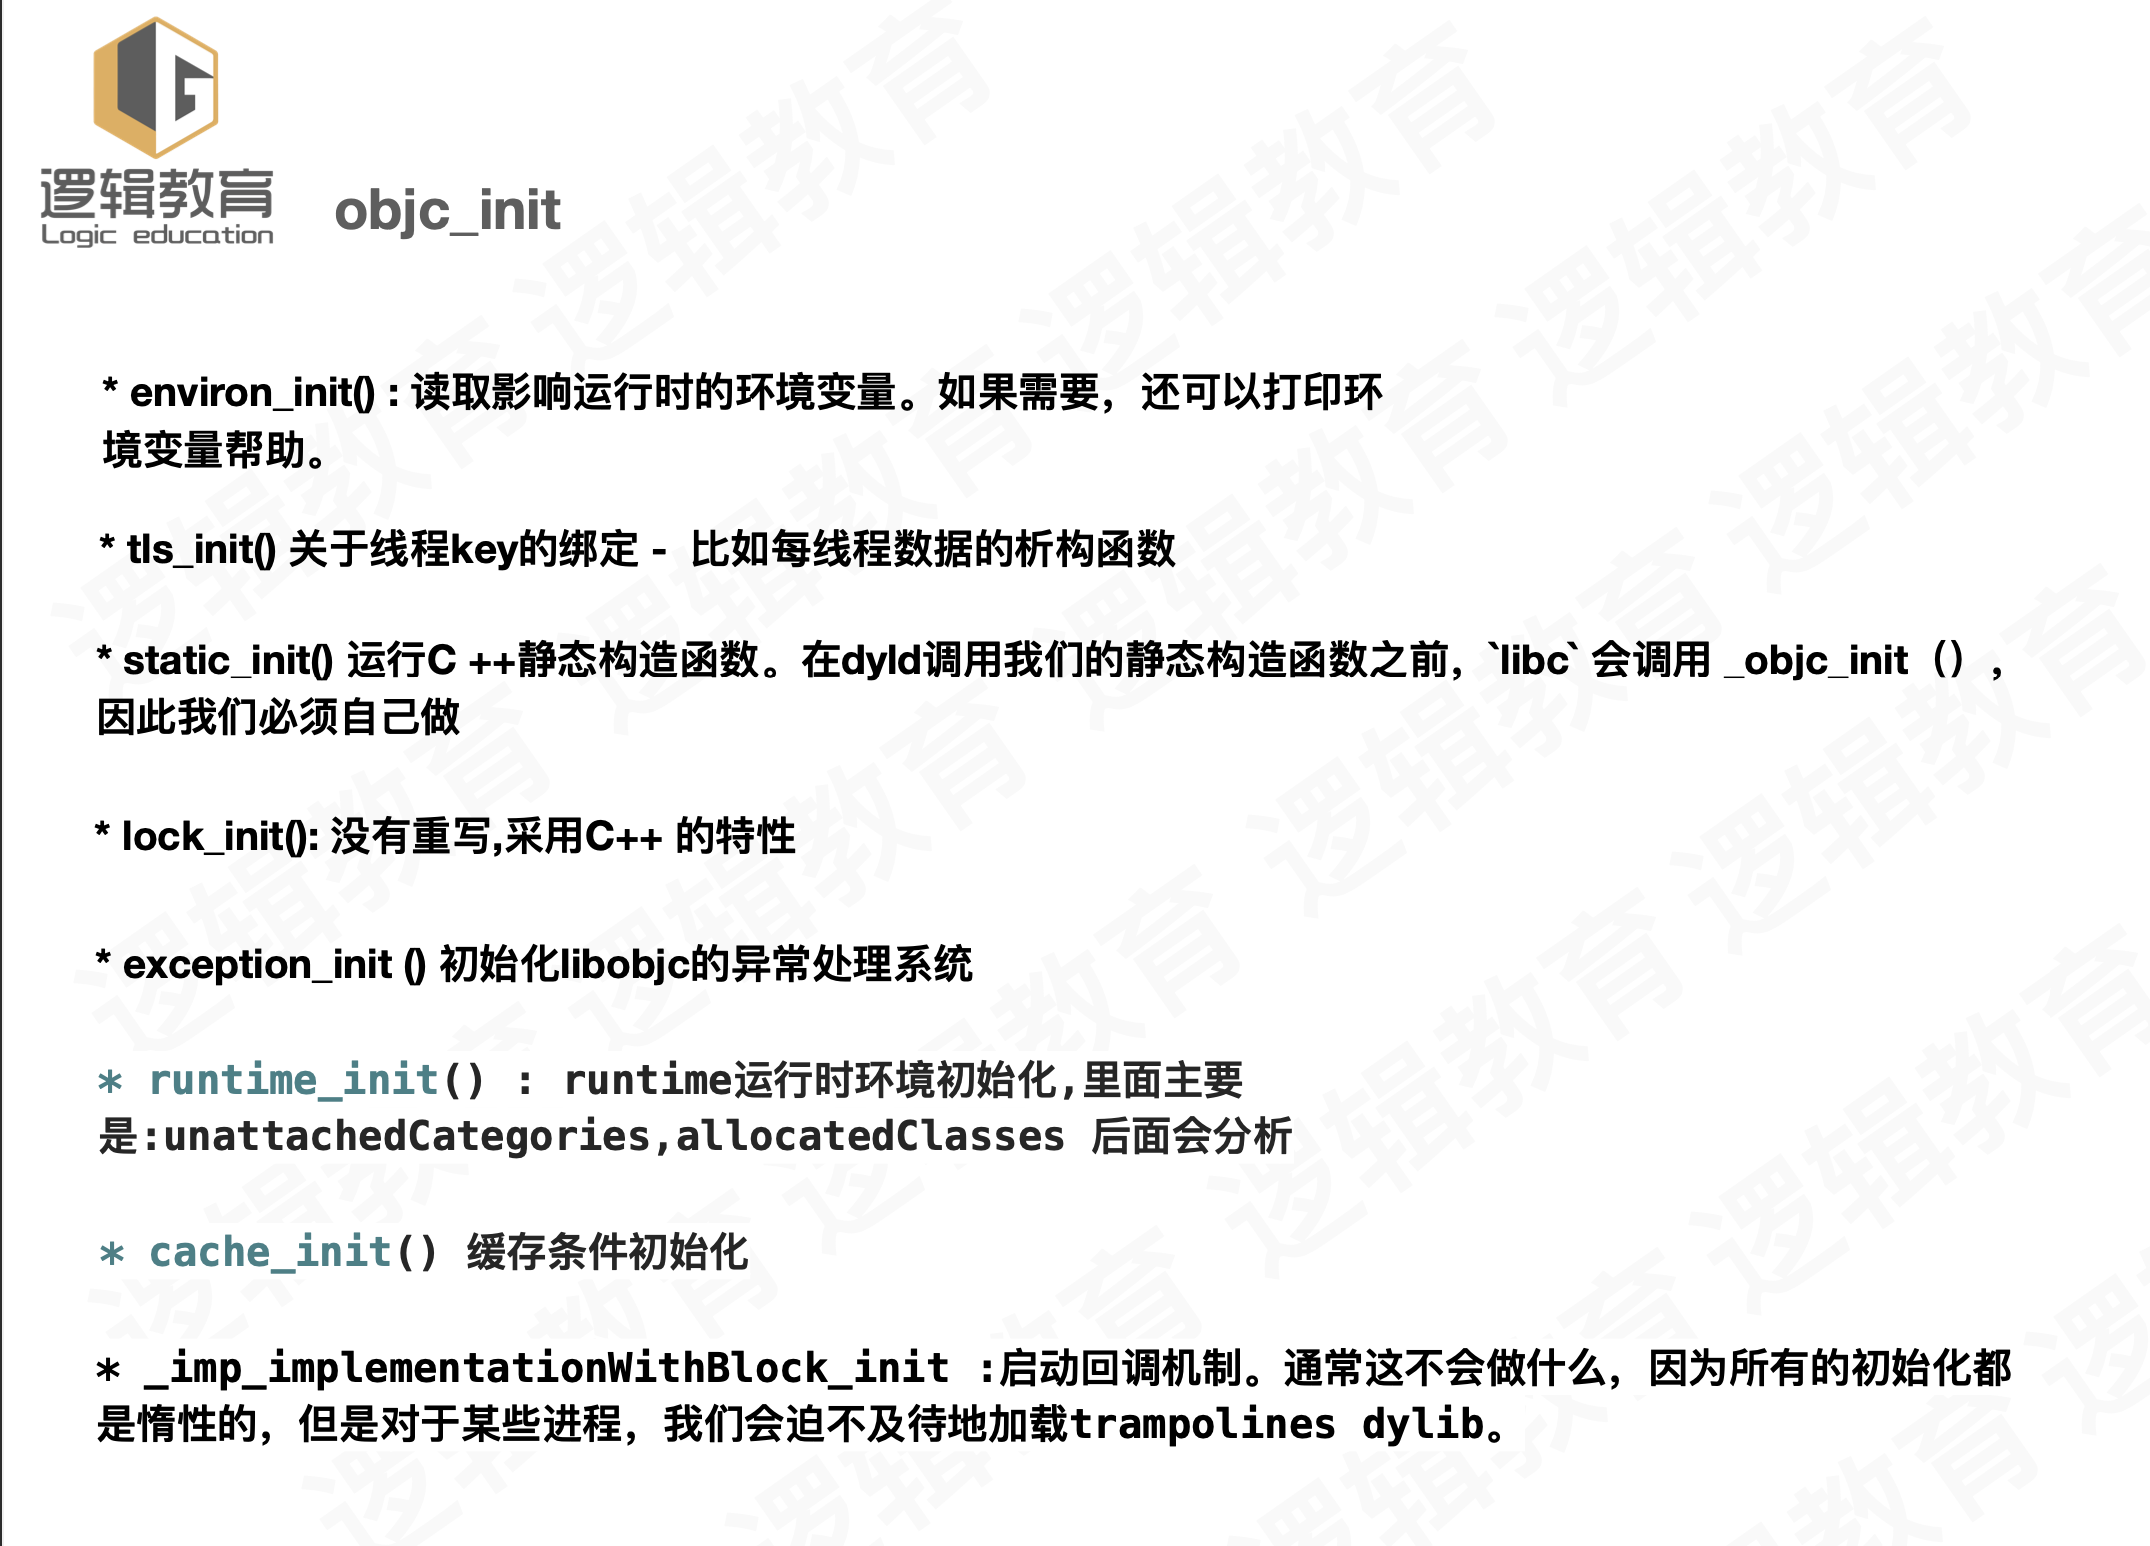 逻辑教育
Logic education
objc_init
* environ_init() : 读取影响运行时的环境变量。如果需要，还可以打印环
境变量帮助。
* tls_init() 关于线程key的绑定 - 比如每线程数据的析构函数
* static_init() 运行C ++静态构造函数。在dyld调用我们的静态构造函数之前，`libc` 会调用 _objc_init（），
因此我们必须自己做
* lock_init(): 没有重写,采用C++ 的特性
* exception_init () 初始化libobjc的异常处理系统
* runtime_init() : runtime运行时环境初始化,里面主要
是:unattachedCategories,allocatedClasses 后面会分析
* cache_init() 缓存条件初始化
* _imp_implementationWithBlock_init :启动回调机制。通常这不会做什么，因为所有的初始化都
是惰性的，但是对于某些进程，我们会迫不及待地加载trampolines dylib。